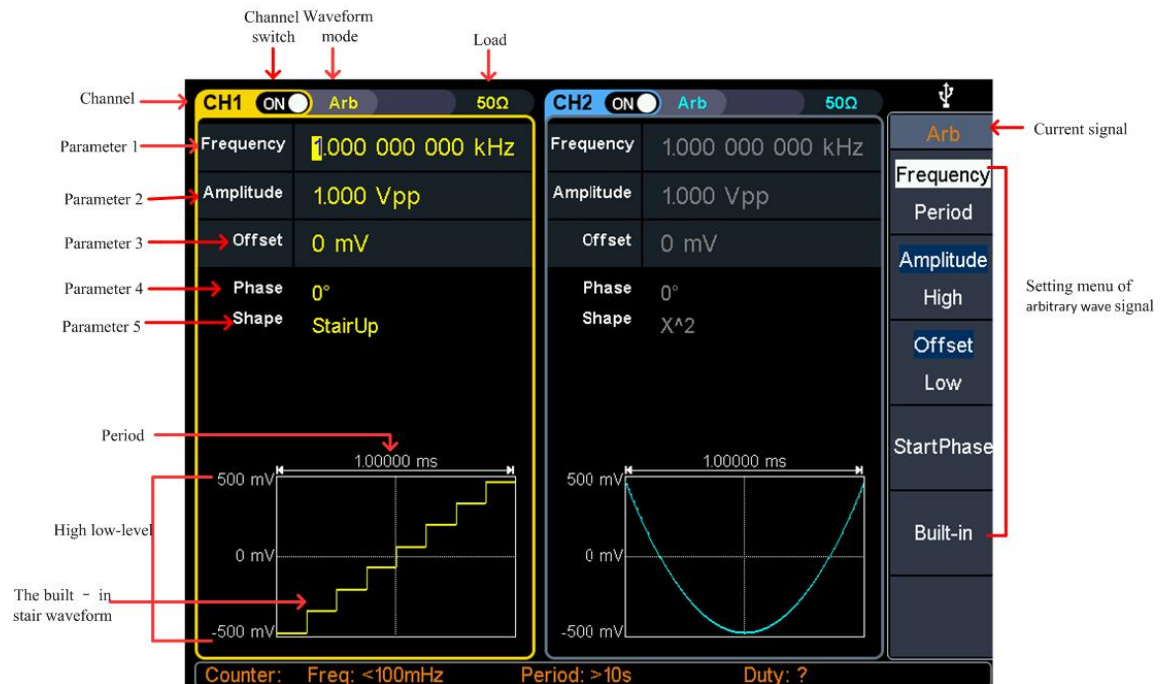 Channel Waveform
switch mode
Load
Channel
CH1 ON Arb 50Ω
CH2 ON Arb 50Ω
Arb
Current signal
Parameter 1
Frequency 1.000 000 000 kHz
Frequency 1.000 000 000 kHz
Frequency
Period
Parameter 2
Amplitude 1.000 Vpp
Amplitude 1.000 Vpp
Parameter 3
Offset 0 mV
Offset 0 mV
Amplitude
High
Parameter 4
Phase 0°
Phase 0°
Setting menu of
arbitrary wave signal
Parameter 5
Shape StairUp
Shape X^2
Offset
Low
Period
1.00000 ms
1.00000 ms
StartPhase
500 mV
500 mV
High low-level
0 mV
0 mV
Built-in
The built - in
stair waveform
-500 mV
-500 mV
Counter: Freq: <100mHz Period: >10s Duty: ?